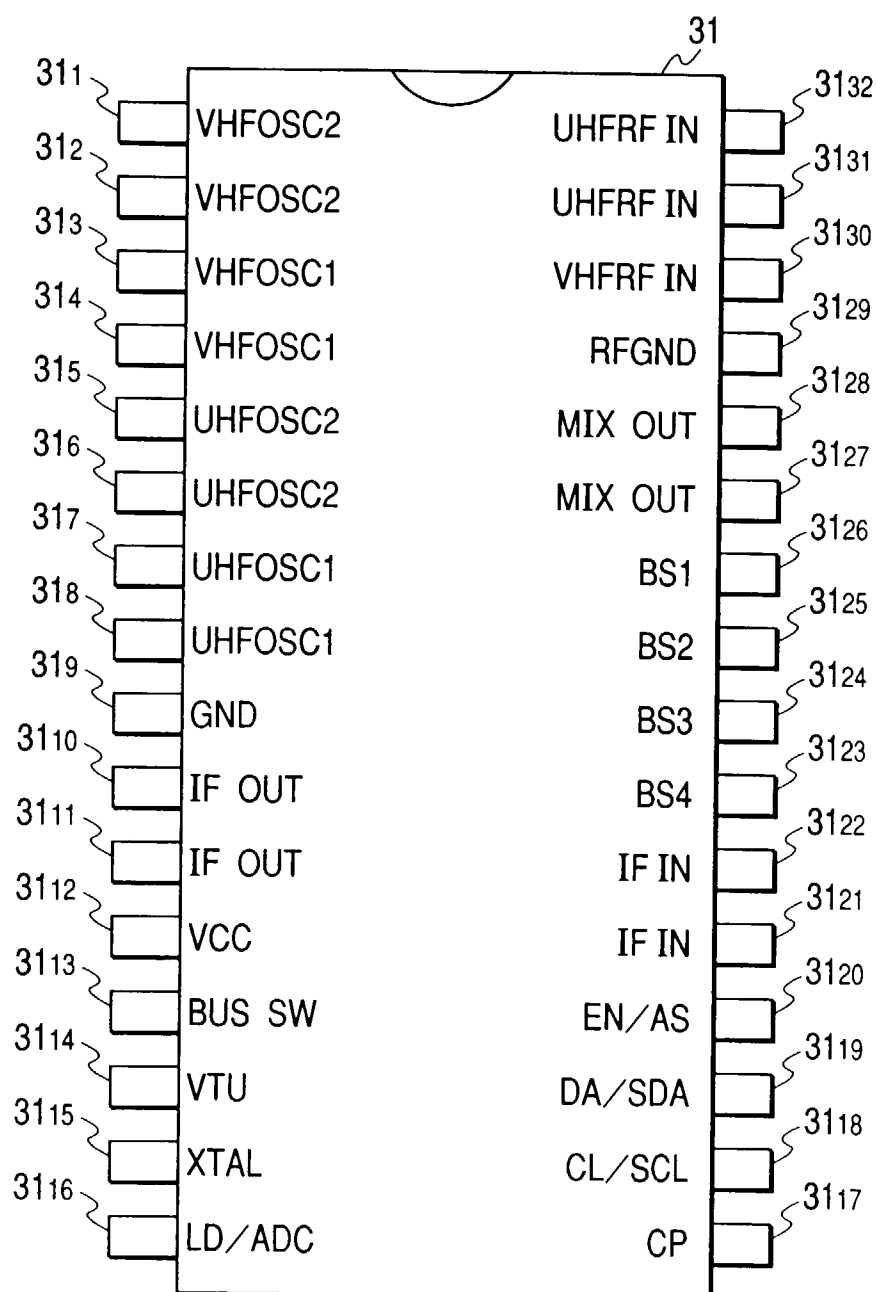 31
31₁ VHFOSC2 UHFRF IN 31₃₂
31₂ VHFOSC2 UHFRF IN 31₃₁
31₃ VHFOSC1 VHFRF IN 31₃₀
31₄ VHFOSC1 RFGND 31₂₉
31₅ UHFOSC2 MIX OUT 31₂₈
31₆ UHFOSC2 MIX OUT 31₂₇
31₇ UHFOSC1 BS1 31₂₆
31₈ UHFOSC1 BS2 31₂₅
31₉ GND BS3 31₂₄
31₁₀ IF OUT BS4 31₂₃
31₁₁ IF OUT IF IN 31₂₂
31₁₂ VCC IF IN 31₂₁
31₁₃ BUS SW EN/AS 31₂₀
31₁₄ VTU DA/SDA 31₁₉
31₁₅ XTAL CL/SCL 31₁₈
31₁₆ LD/ADC CP 31₁₇